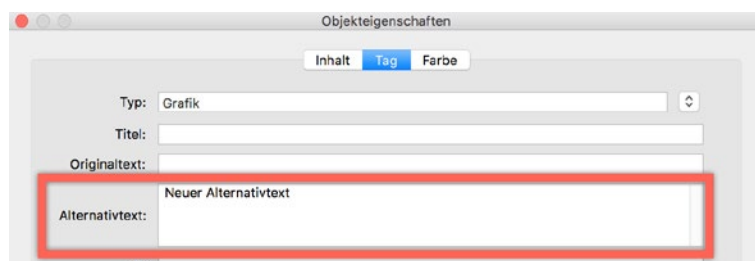 Objekteigenschaften
Inhalt Tag Farbe
Typ: Grafik
Titel:
Originaltext:
Alternativtext: Neuer Alternativtext